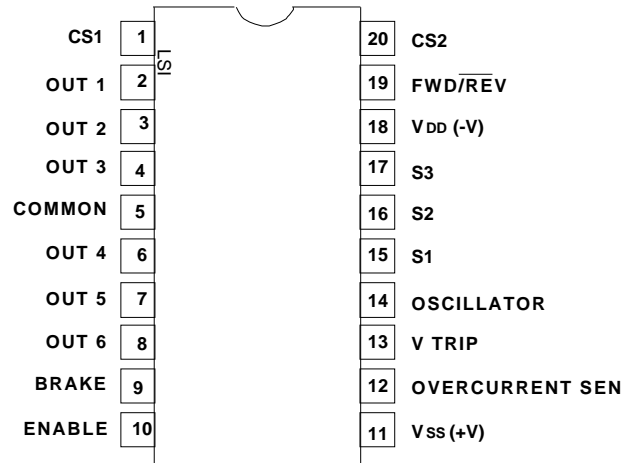 CS1 1
LSI
OUT 1 2
OUT 2 3
OUT 3 4
COMMON 5
OUT 4 6
OUT 5 7
OUT 6 8
BRAKE 9
ENABLE 10
20 CS2
19 FWD/REV
18 VDD (-V)
17 S3
16 S2
15 S1
14 OSCILLATOR
13 V TRIP
12 OVERCURRENT SEN
11 VSS (+V)